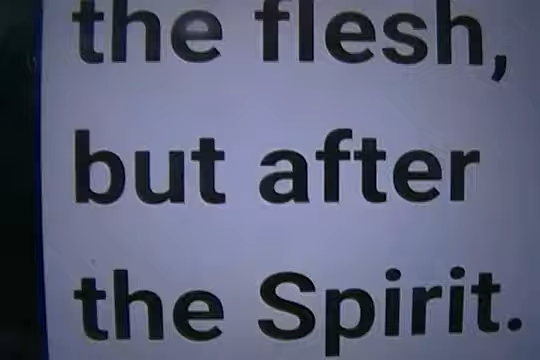 the flesh,
but after
the Spirit.